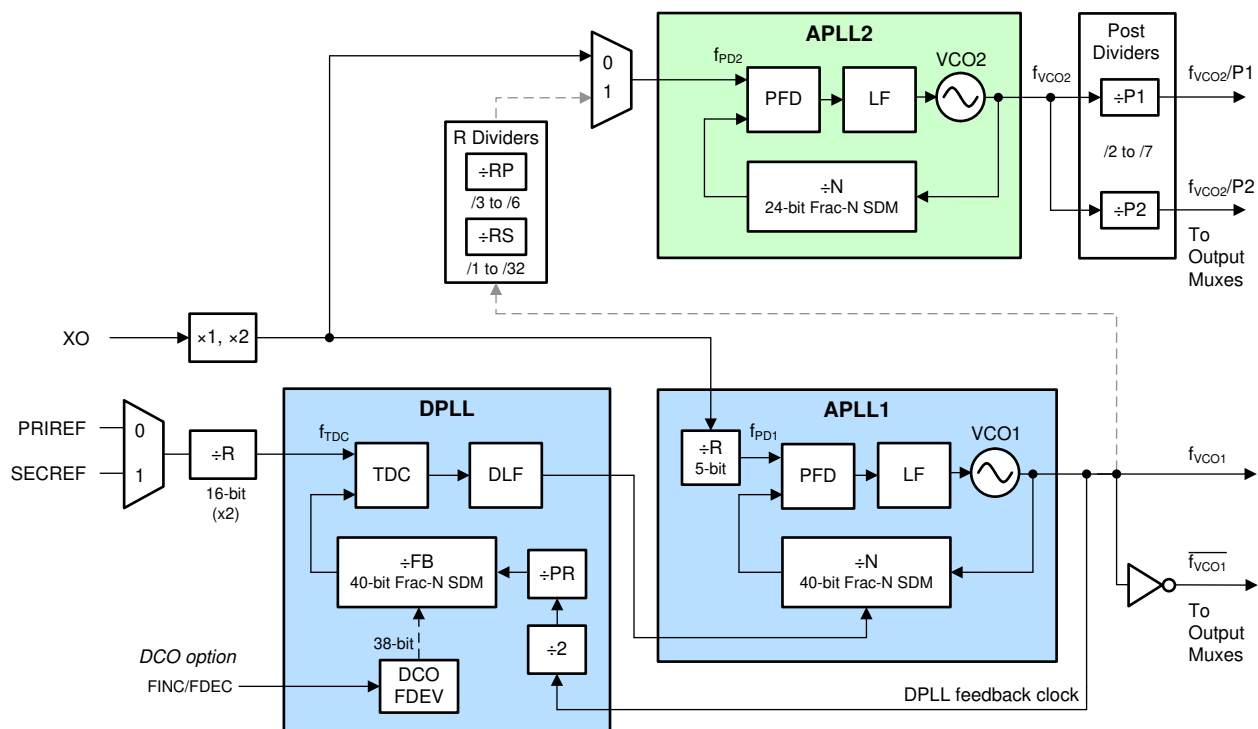 APLL2
Post
Dividers
0
1
f_PD2
PFD
LF
VCO2
f_VCO2
÷P1
f_VCO2/P1
/2 to /7
÷N
24-bit Frac-N SDM
÷P2
f_VCO2/P2
To
Output
Muxes
R Dividers
÷RP
/3 to /6
÷RS
/1 to /32
XO
×1, ×2
DPLL
APLL1
PRIREF
SECREF
0
1
÷R
16-bit
(x2)
f_TDC
TDC
DLF
÷R
5-bit
f_PD1
PFD
LF
VCO1
f_VCO1
÷FB
40-bit Frac-N SDM
÷PR
÷N
40-bit Frac-N SDM
f_VCO1
To
Output
Muxes
38-bit
÷2
DCO option
FINC/FDEC
DCO
FDEV
DPLL feedback clock